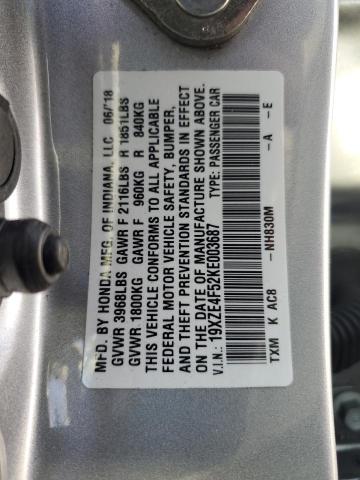 MFD. BY HONDA MFG. OF INDIANA, LLC 06/18
GVWR 3968LBS GAWR F 2116LBS R 1851LBS
GVWR 1800KG GAWR F 960KG R 840KG
THIS VEHICLE CONFORMS TO ALL APPLICABLE
FEDERAL MOTOR VEHICLE SAFETY, BUMPER,
AND THEFT PREVENTION STANDARDS IN EFFECT
ON THE DATE OF MANUFACTURE SHOWN ABOVE.
V.I.N.: 19XZE4F52KE003687 TYPE: PASSENGER CAR
TXM K AC8 -NH830M -A -E